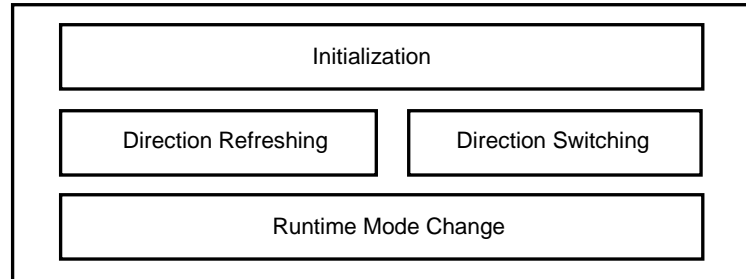 Initialization
Direction Refreshing
Direction Switching
Runtime Mode Change